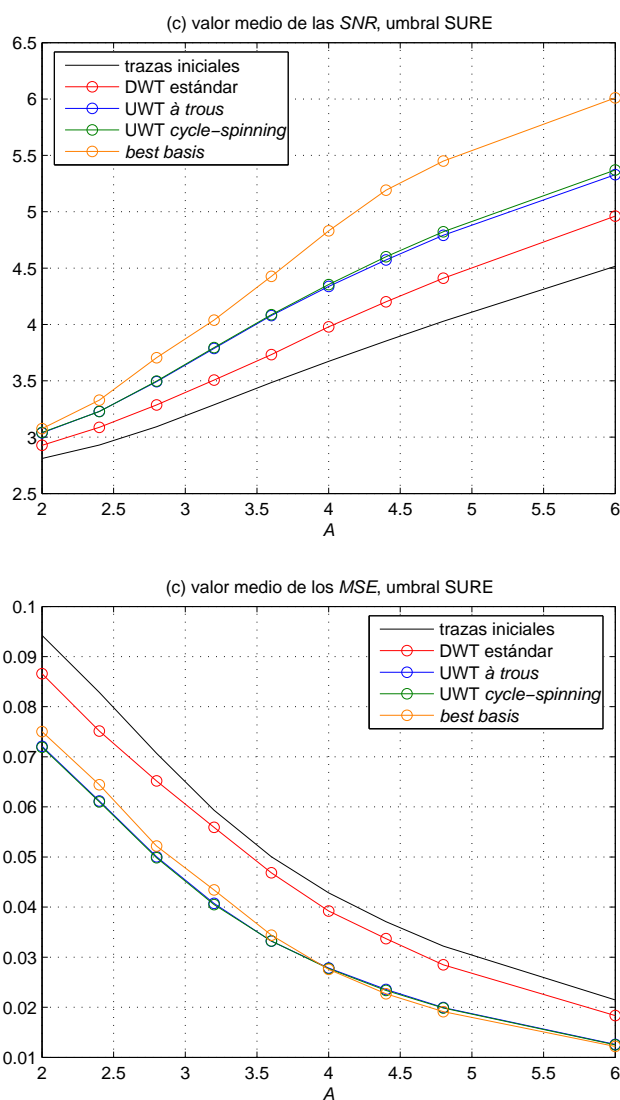 (c) valor medio de las SNR, umbral SURE
6.5
6
5.5
5
4.5
4
3.5
3
2.5
trazas iniciales
DWT estándar
UWT à trous
UWT cycle−spinning
best basis
2 2.5 3 3.5 4 4.5 5 5.5 6
A
(c) valor medio de los MSE, umbral SURE
0.1
0.09
0.08
0.07
0.06
0.05
0.04
0.03
0.02
0.01
trazas iniciales
DWT estándar
UWT à trous
UWT cycle−spinning
best basis
2 2.5 3 3.5 4 4.5 5 5.5 6
A